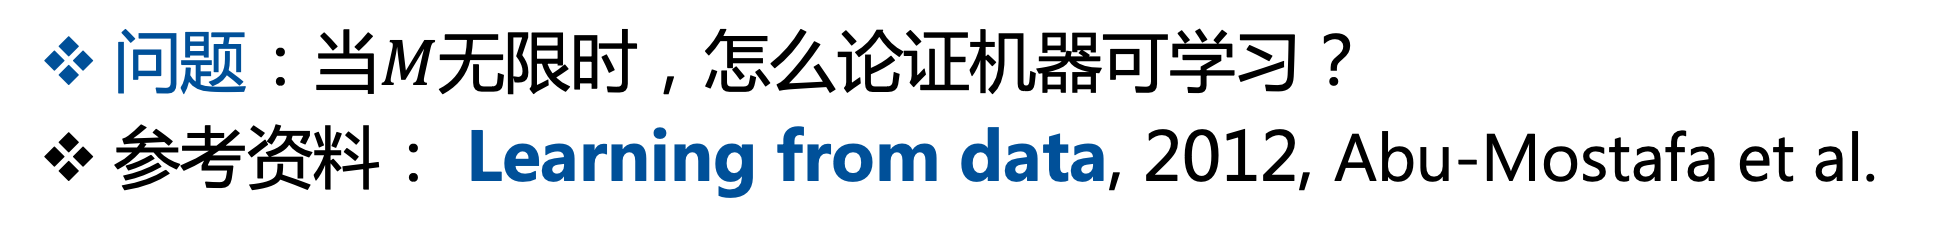 ❖ 问题：当M无限时，怎么论证机器可学习？
❖ 参考资料： Learning from data, 2012, Abu-Mostafa et al.